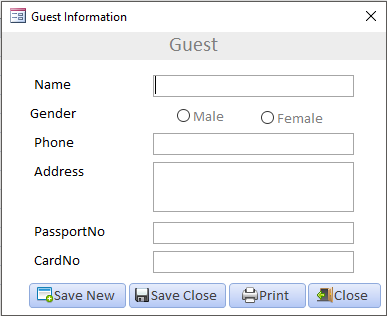 Guest Information
Guest
Name
Gender Male Female
Phone
Address
PassportNo
CardNo
Save New Save Close Print Close